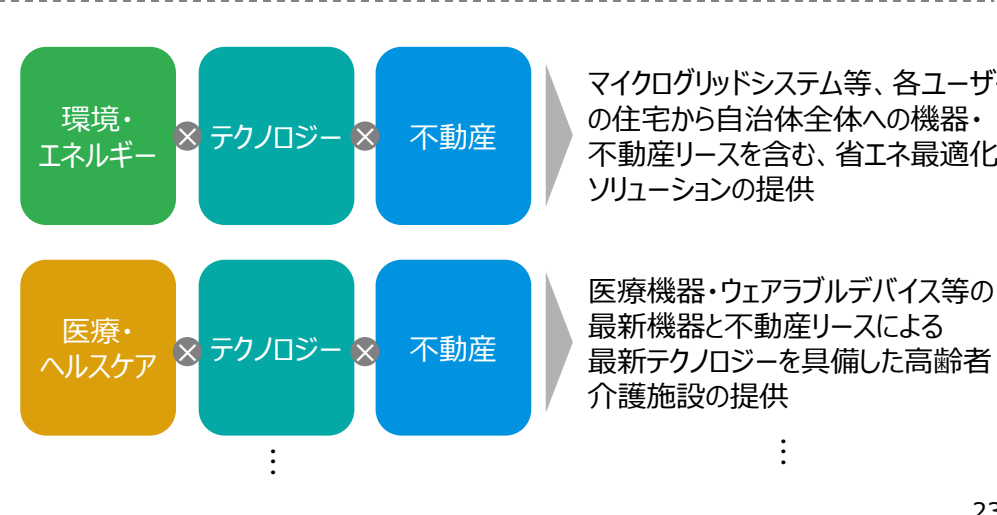 環境・
エネルギー
×
テクノロジー
×
不動産
マイクログリッドシステム等、各ユーザー
の住宅から自治体全体への機器・
不動産リースを含む、省エネ最適化
ソリューションの提供
医療・
ヘルスケア
×
テクノロジー
×
不動産
医療機器・ウェアラブルデバイス等の
最新機器と不動産リースによる
最新テクノロジーを具備した高齢者
介護施設の提供
⋮
⋮
23